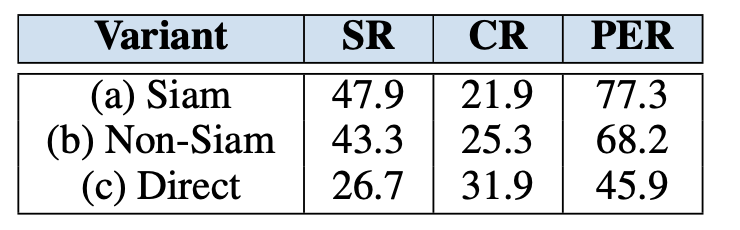 Variant SR CR PER
(a) Siam 47.9 21.9 77.3
(b) Non-Siam 43.3 25.3 68.2
(c) Direct 26.7 31.9 45.9